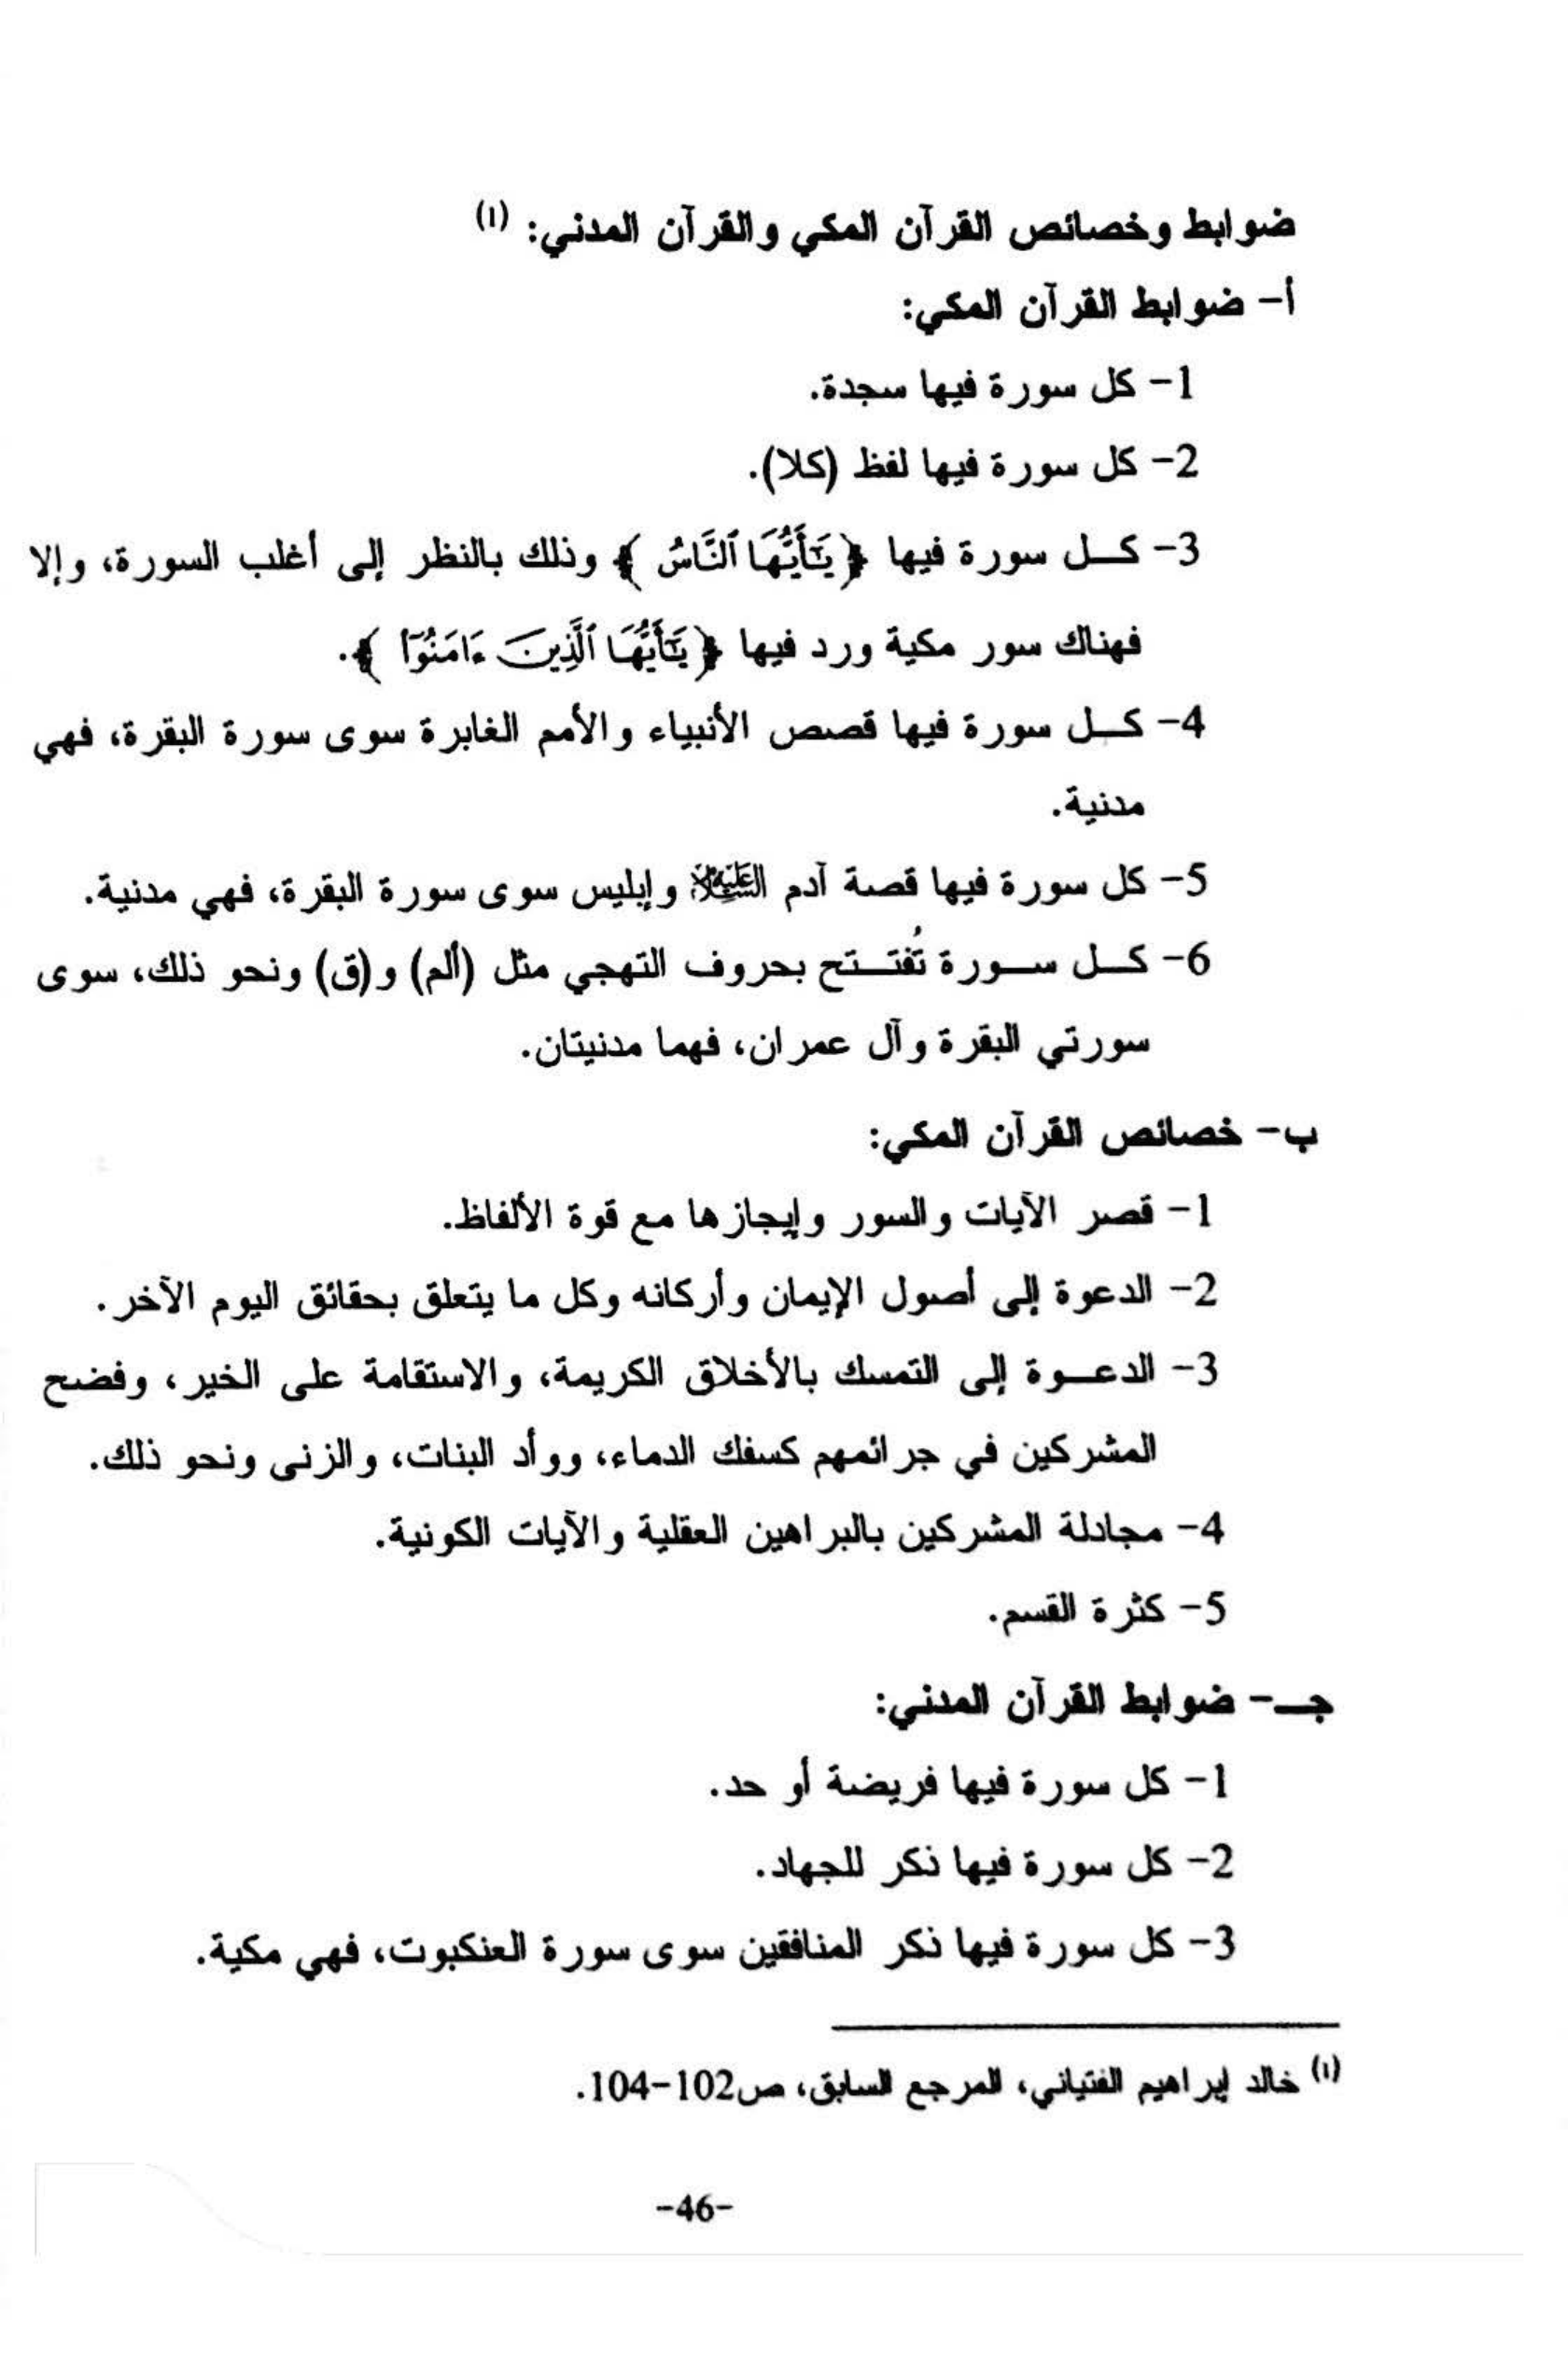 ضوابط وخصائص القرآن المكي والقرآن المدني: (١)
أ- ضوابط القرآن المكي:
1- كل سورة فيها سجدة.
2- كل سورة فيها لفظ (كلا).
3- كـل سورة فيها ﴿يَٰٓأَيُّهَا ٱلنَّاسُ﴾ وذلك بالنظر إلى أغلب السورة، وإلا
فهناك سور مكية ورد فيها ﴿يَٰٓأَيُّهَا ٱلَّذِينَ ءَامَنُوٓاْ﴾.
4- كـل سورة فيها قصص الأنبياء والأمم الغابرة سوى سورة البقرة، فهي
مدنية.
5- كل سورة فيها قصة آدم عليه السلام وإبليس سوى سورة البقرة، فهي مدنية.
6- كـل سـورة تُفتـتح بحروف التهجي مثل (ألم) و(ق) ونحو ذلك، سوى
سورتي البقرة وآل عمران، فهما مدنيتان.
ب- خصائص القرآن المكي:
1- قصر الآيات والسور وإيجازها مع قوة الألفاظ.
2- الدعوة إلى أصول الإيمان وأركانه وكل ما يتعلق بحقائق اليوم الآخر.
3- الدعـوة إلى التمسك بالأخلاق الكريمة، والاستقامة على الخير، وفضح
المشركين في جرائمهم كسفك الدماء، ووأد البنات، والزنى ونحو ذلك.
4- مجادلة المشركين بالبراهين العقلية والآيات الكونية.
5- كثرة القسم.
جـ- ضوابط القرآن المدني:
1- كل سورة فيها فريضة أو حد.
2- كل سورة فيها ذكر للجهاد.
3- كل سورة فيها ذكر المنافقين سوى سورة العنكبوت، فهي مكية.
(١) خالد إبراهيم الفتياني، المرجع السابق، ص102-104.
-46-